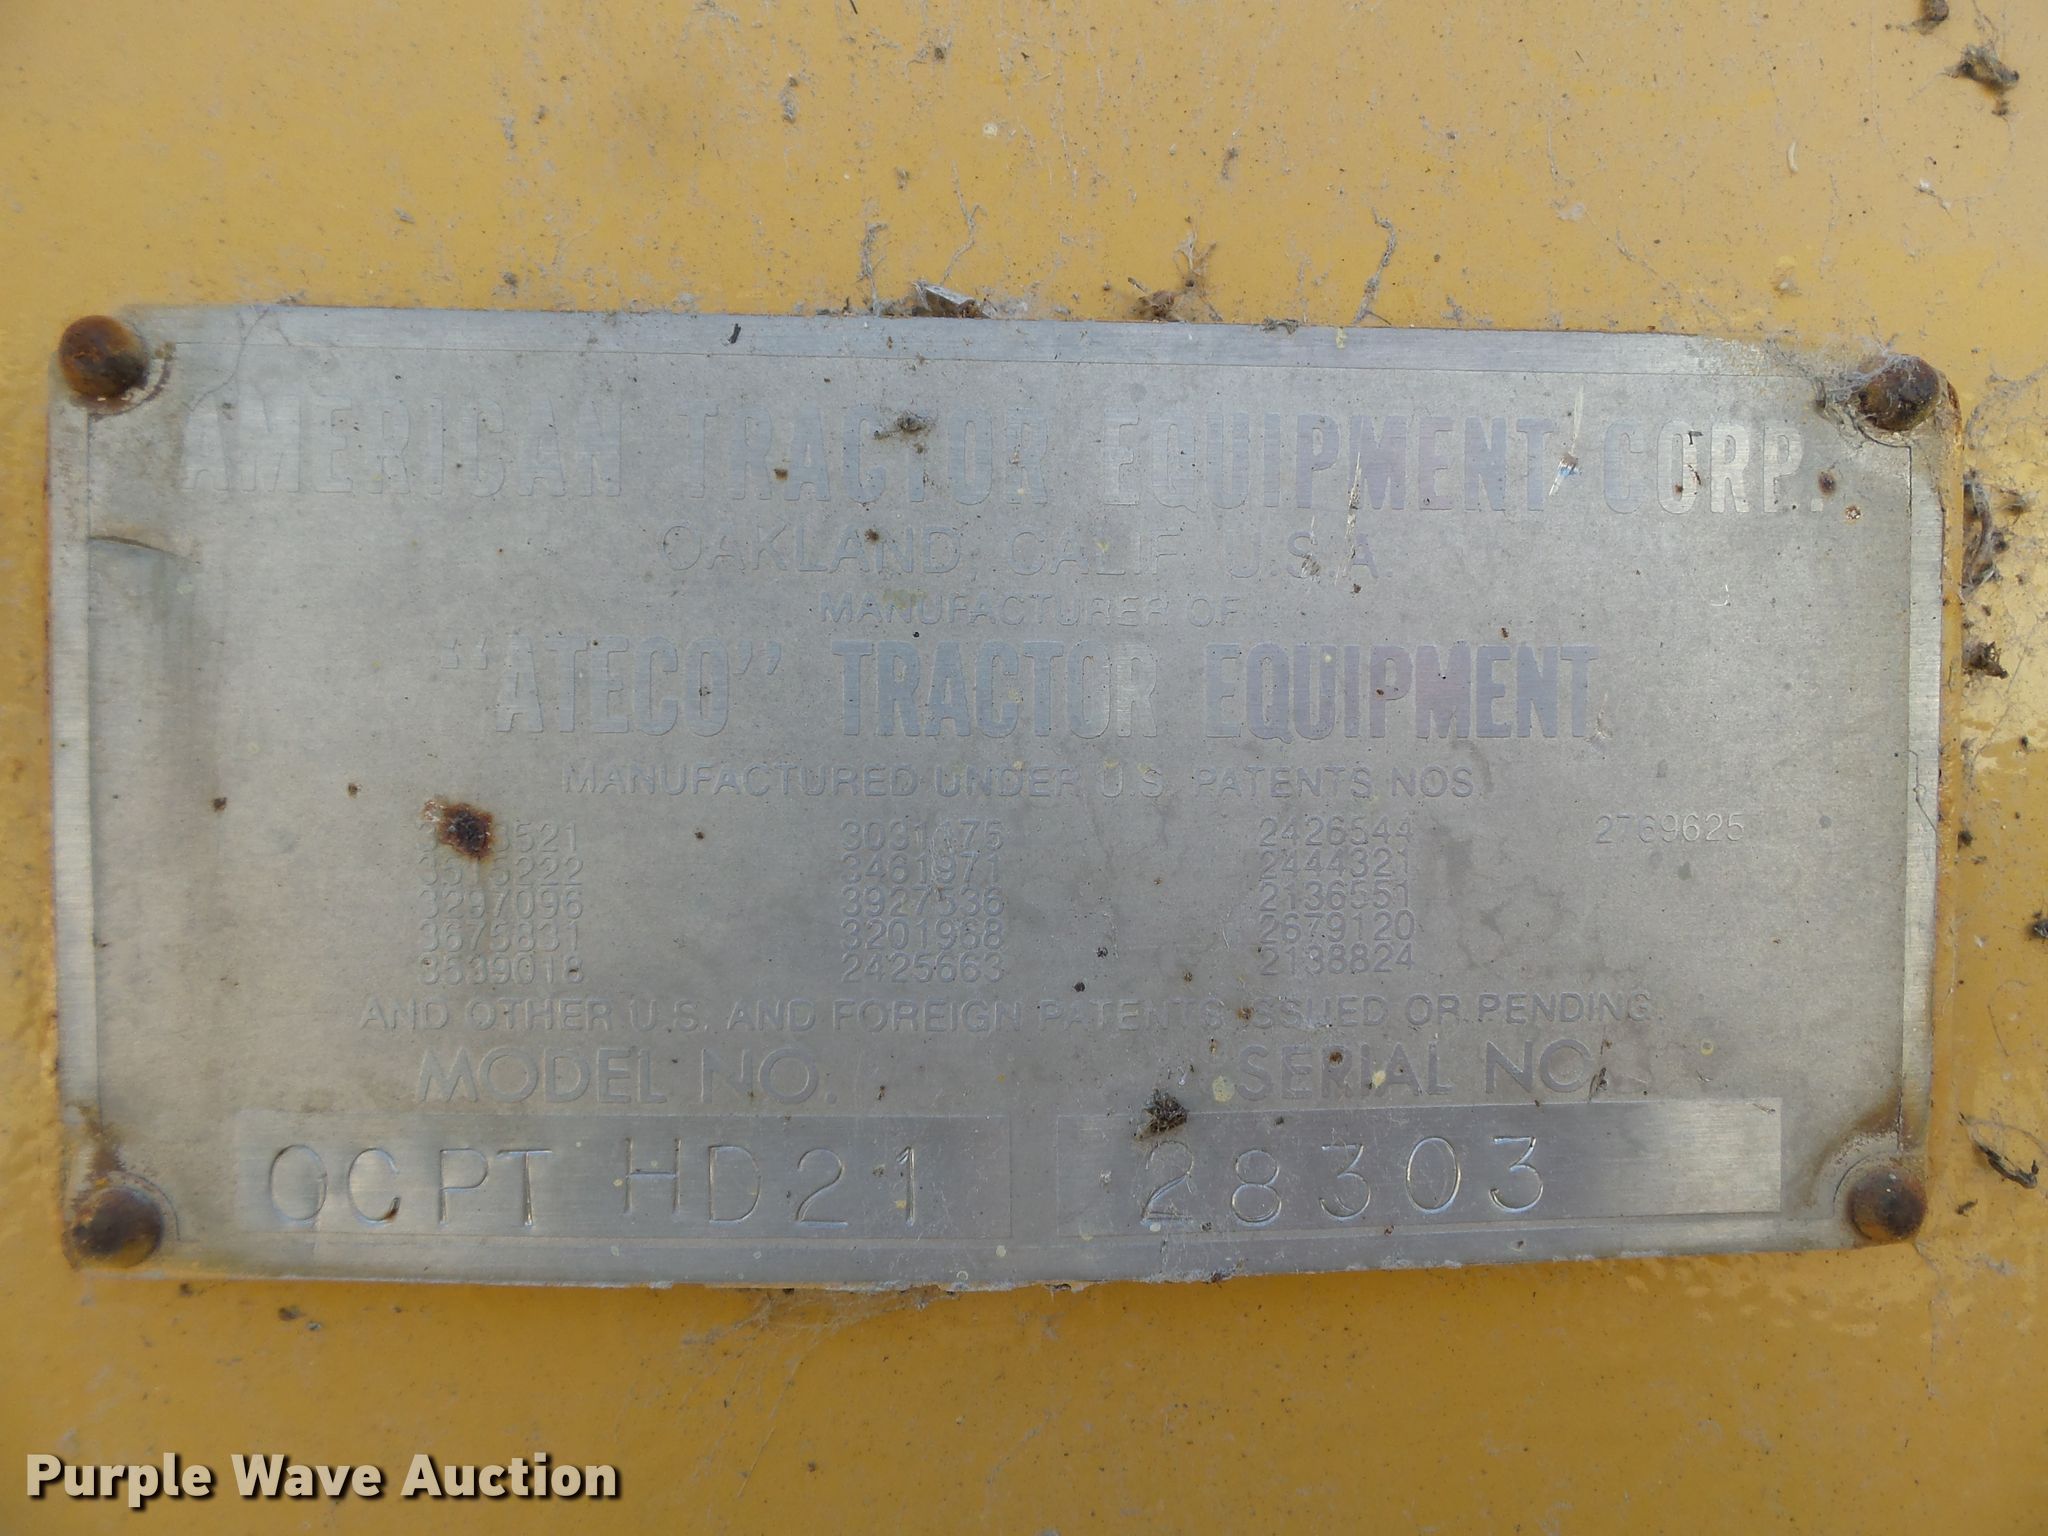 AMERICAN TRACTOR EQUIPMENT CORP.
OAKLAND, CALIF. U.S.A.
MANUFACTURER OF
"ATECO" TRACTOR EQUIPMENT
MANUFACTURED UNDER U.S. PATENTS NOS.
2426544 2769625
3515222 3461971 2444321
3297096 3927536 2136551
3675831 3201968 2679120
3539018 2425663 2138824
AND OTHER U.S. AND FOREIGN PATENTS ISSUED OR PENDING.
MODEL NO. SERIAL NO.
OCPT HD21 28303
Purple Wave Auction